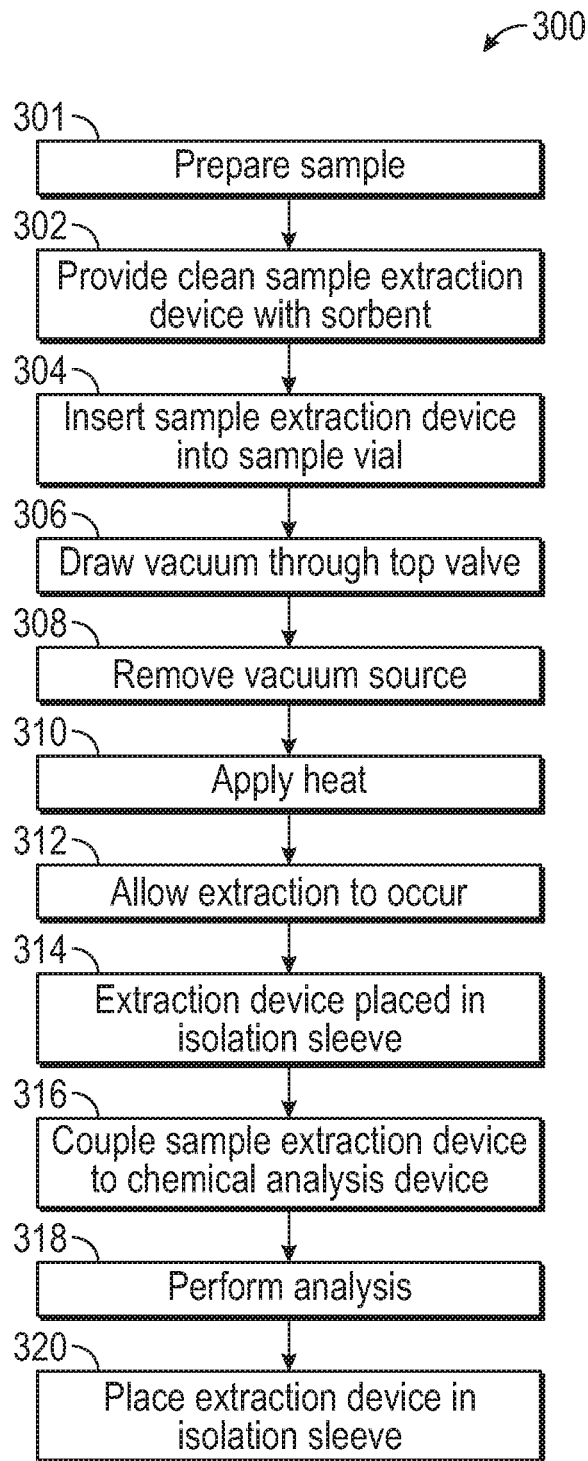 300
301
Prepare sample
302
Provide clean sample extraction
device with sorbent
304
Insert sample extraction device
into sample vial
306
Draw vacuum through top valve
308
Remove vacuum source
310
Apply heat
312
Allow extraction to occur
314
Extraction device placed in
isolation sleeve
316
Couple sample extraction device
to chemical analysis device
318
Perform analysis
320
Place extraction device in
isolation sleeve